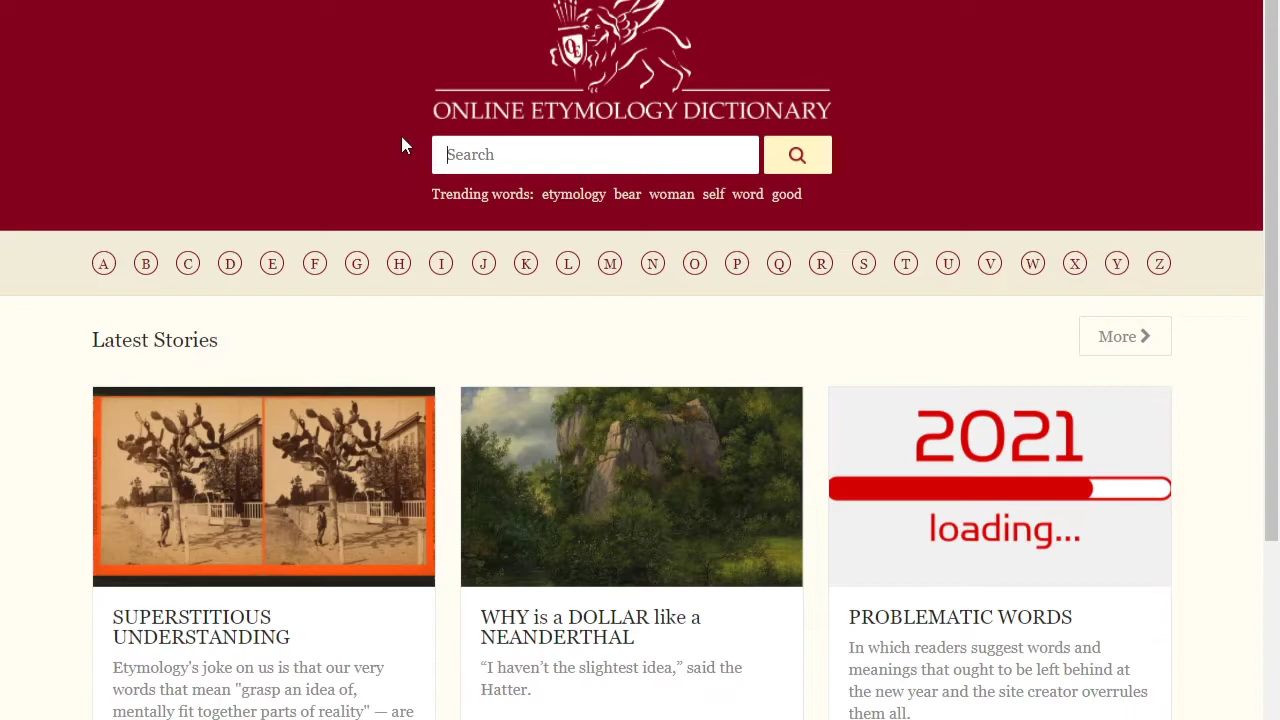 ONLINE ETYMOLOGY DICTIONARY
Search
Trending words: etymology bear woman self word good
A B C D E F G H I J K L M N O P Q R S T U V W X Y Z
Latest Stories
More
2021
loading...
SUPERSTITIOUS
UNDERSTANDING
Etymology's joke on us is that our very
words that mean "grasp an idea of,
mentally fit together parts of reality" — are
WHY is a DOLLAR like a
NEANDERTHAL
“I haven’t the slightest idea,” said the
Hatter.
PROBLEMATIC WORDS
In which readers suggest words and
meanings that ought to be left behind at
the new year and the site creator overrules
them all.